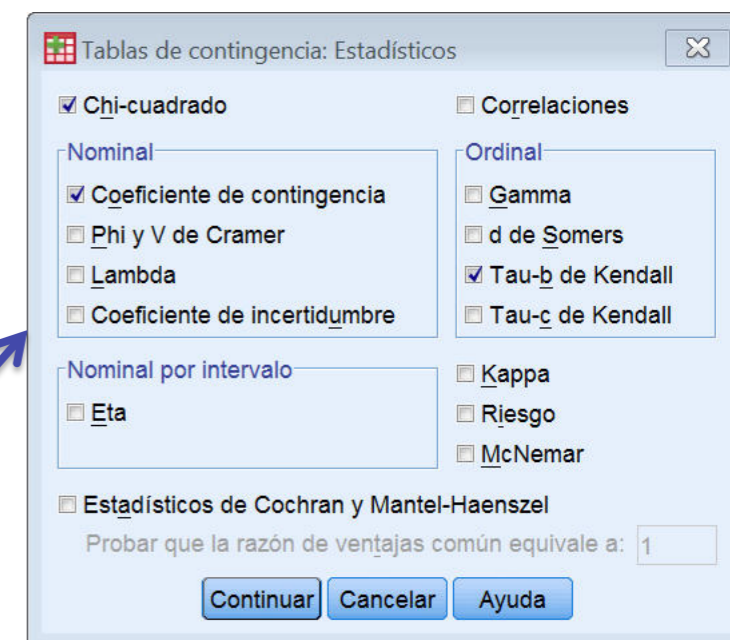 Tablas de contingencia: Estadísticos
Chi-cuadrado
Correlaciones
Nominal
Coeficiente de contingencia
Phi y V de Cramer
Lambda
Coeficiente de incertidumbre
Ordinal
Gamma
d de Somers
Tau-b de Kendall
Tau-c de Kendall
Nominal por intervalo
Eta
Kappa
Riesgo
McNemar
Estadísticos de Cochran y Mantel-Haenszel
Probar que la razón de ventajas común equivale a: 1
Continuar Cancelar Ayuda